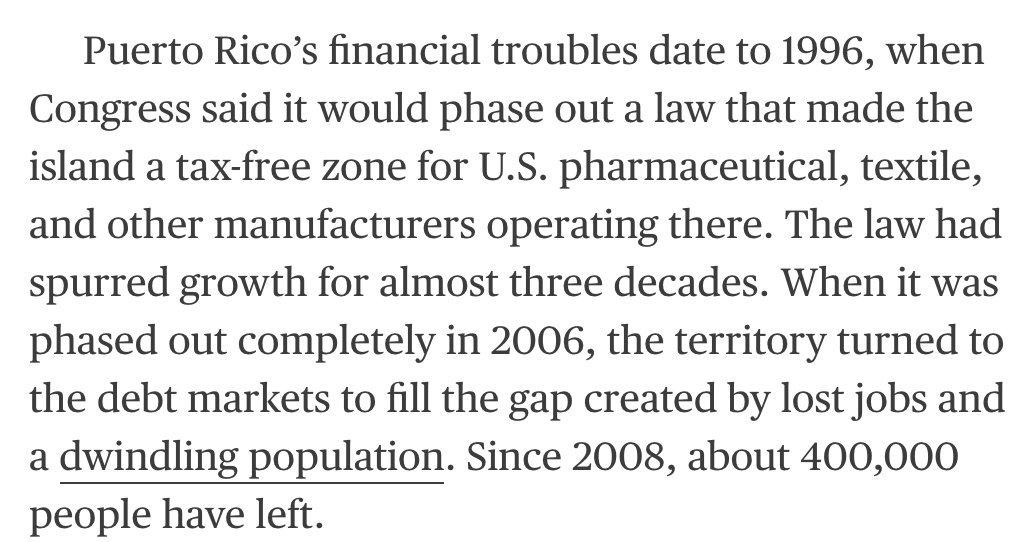 Puerto Rico’s financial troubles date to 1996, when
Congress said it would phase out a law that made the
island a tax-free zone for U.S. pharmaceutical, textile,
and other manufacturers operating there. The law had
spurred growth for almost three decades. When it was
phased out completely in 2006, the territory turned to
the debt markets to fill the gap created by lost jobs and
a dwindling population. Since 2008, about 400,000
people have left.